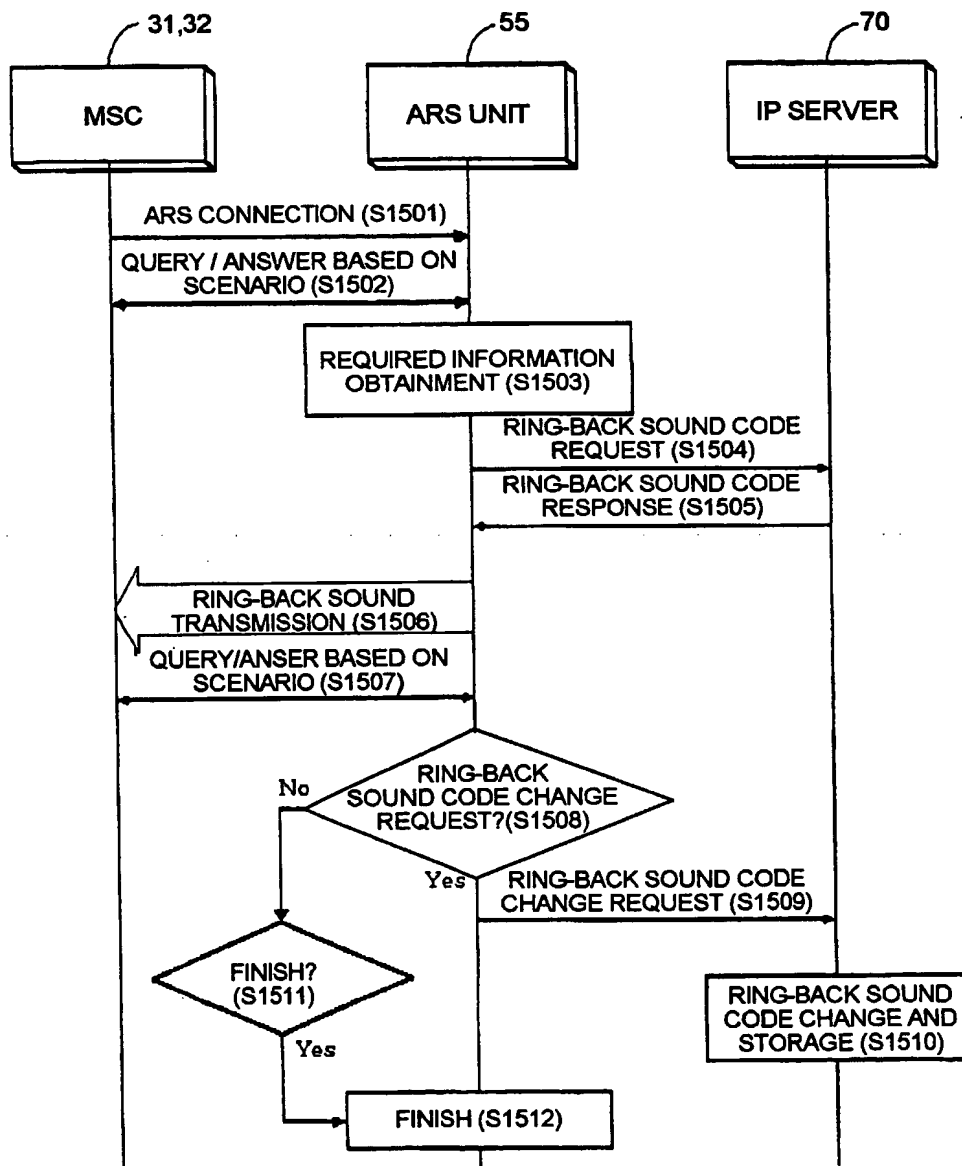 31,32
55
70
MSC
ARS UNIT
IP SERVER
ARS CONNECTION (S1501)
QUERY / ANSWER BASED ON
SCENARIO (S1502)
REQUIRED INFORMATION
OBTAINMENT (S1503)
RING-BACK SOUND CODE
REQUEST (S1504)
RING-BACK SOUND CODE
RESPONSE (S1505)
RING-BACK SOUND
TRANSMISSION (S1506)
QUERY/ANSER BASED ON
SCENARIO (S1507)
RING-BACK
SOUND CODE CHANGE
REQUEST?(S1508)
No
Yes
RING-BACK SOUND CODE
CHANGE REQUEST (S1509)
FINISH?
(S1511)
Yes
RING-BACK SOUND
CODE CHANGE AND
STORAGE (S1510)
FINISH (S1512)